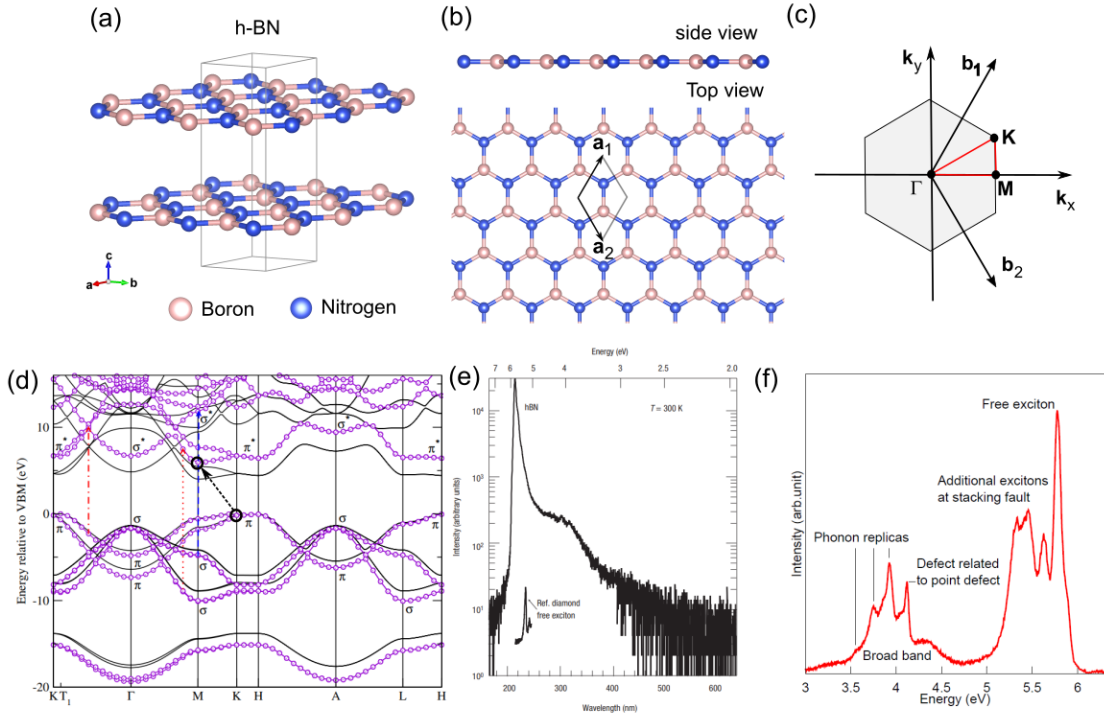 (a)
h-BN
c
a
b
Boron
Nitrogen
(b)
side view
Top view
a1
a2
(c)
ky
b1
K
Γ
M
kx
b2
(d)
Energy relative to VBM (eV)
10
0
-10
-20
π*
σ*
σ*
π*
σ*
π*
π
σ
π
π
σ
σ
π
σ
π
σ
π
K T1 Γ M K H A L H
(e)
Energy (eV)
7 6 5 4 3 2.5 2.0
hBN
T = 300 K
Intensity (arbitrary units)
10⁴
10³
10²
10¹
10⁰
Ref. diamond
free exciton
200 300 400 500 600
Wavelength (nm)
(f)
Free exciton
Additional excitons
at stacking fault
Phonon replicas
Defect related
to point defect
Broad band
Intensity (arb.unit)
3 3.5 4 4.5 5 5.5 6
Energy (eV)